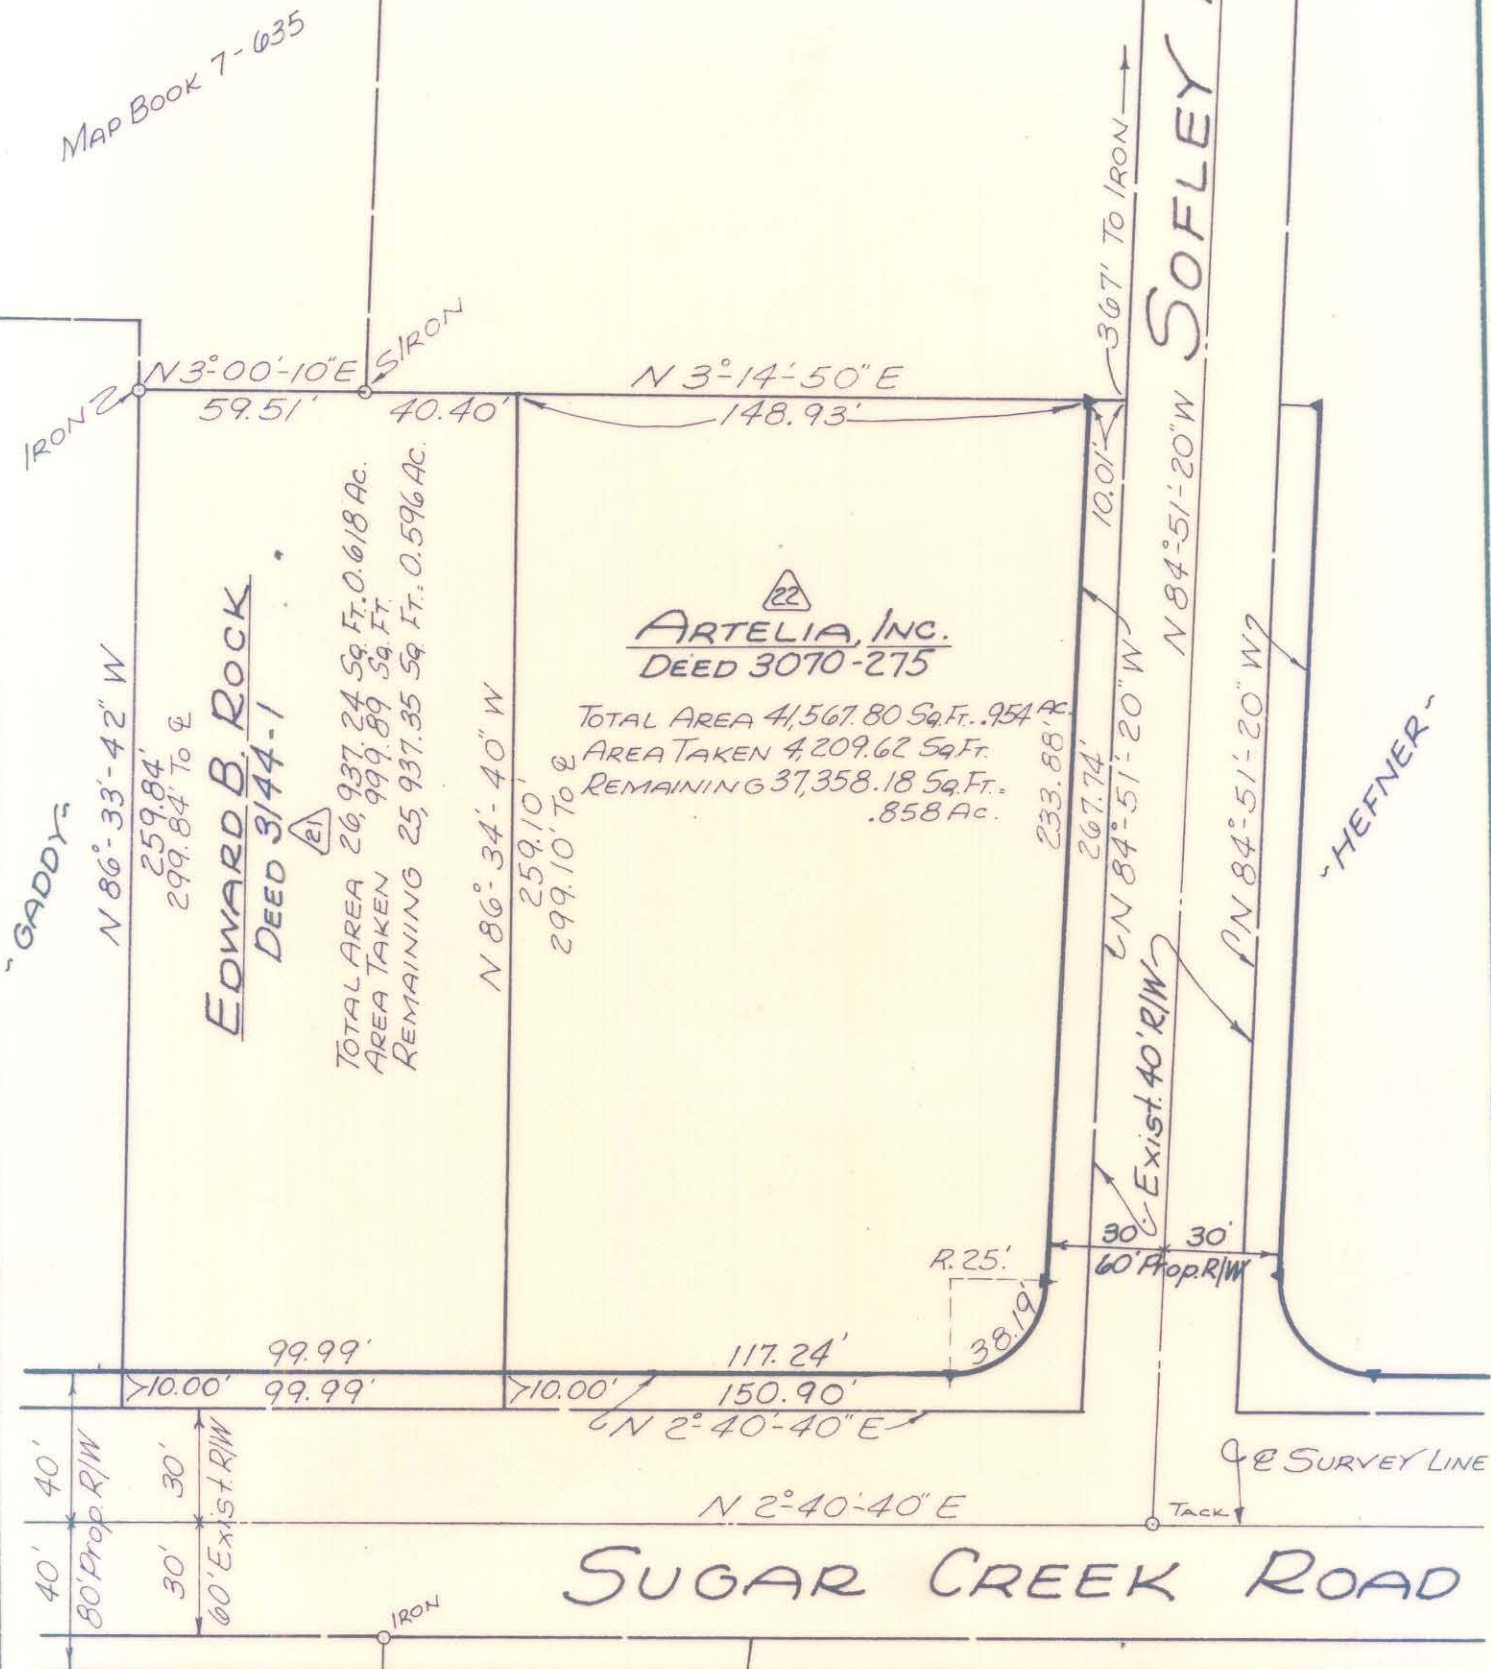 MAP BOOK 7-635
367' TO IRON
SOFLEY
IRON
N 3°-00'-10" E
S/IRON
59.51'
40.40'
N 3°-14'-50" E
148.93'
10.01'
N 84°-51'-20" W
N 86°-33'-42" W
259.84'
299.84' TO ℄
EDWARD B. ROCK
DEED 3144-1
21
TOTAL AREA 26,937.24 SQ. FT. 0.618 AC.
AREA TAKEN 999.89 SQ. FT.
REMAINING 25,937.35 SQ. FT.: 0.596 AC.
N 86°-34'-40" W
259.10'
299.10' TO ℄
22
ARTELIA, INC.
DEED 3070-275
TOTAL AREA 41,567.80 SQ.FT. .954 AC.
AREA TAKEN 4,209.62 SQ.FT.
REMAINING 37,358.18 SQ.FT.=
.858 AC.
233.88'
267.74'
N 84°-51'-20" W
N 84°-51'-20" W
"GADDY"
"HEFNER"
Exist. 40' R/W
30' 30'
60' Prop. R/W
R. 25'
38.19'
99.99'
117.24'
10.00' 99.99'
10.00' 150.90'
N 2°-40'-40" E
40' 40'
80' Prop. R/W
30' 30'
60' Exist. R/W
℄ SURVEY LINE
N 2°-40'-40" E
TACK
SUGAR CREEK ROAD
IRON